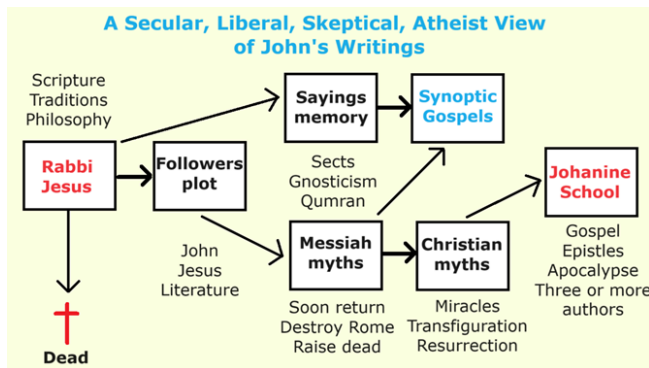 A Secular, Liberal, Skeptical, Atheist View
of John's Writings
Scripture
Traditions
Philosophy
Sayings
memory
Synoptic
Gospels
Rabbi
Jesus
Followers
plot
Sects
Gnosticism
Qumran
Johanine
School
John
Jesus
Literature
Messiah
myths
Christian
myths
Gospel
Epistles
Apocalypse
Three or more
authors
Soon return
Destroy Rome
Raise dead
Miracles
Transfiguration
Resurrection
Dead